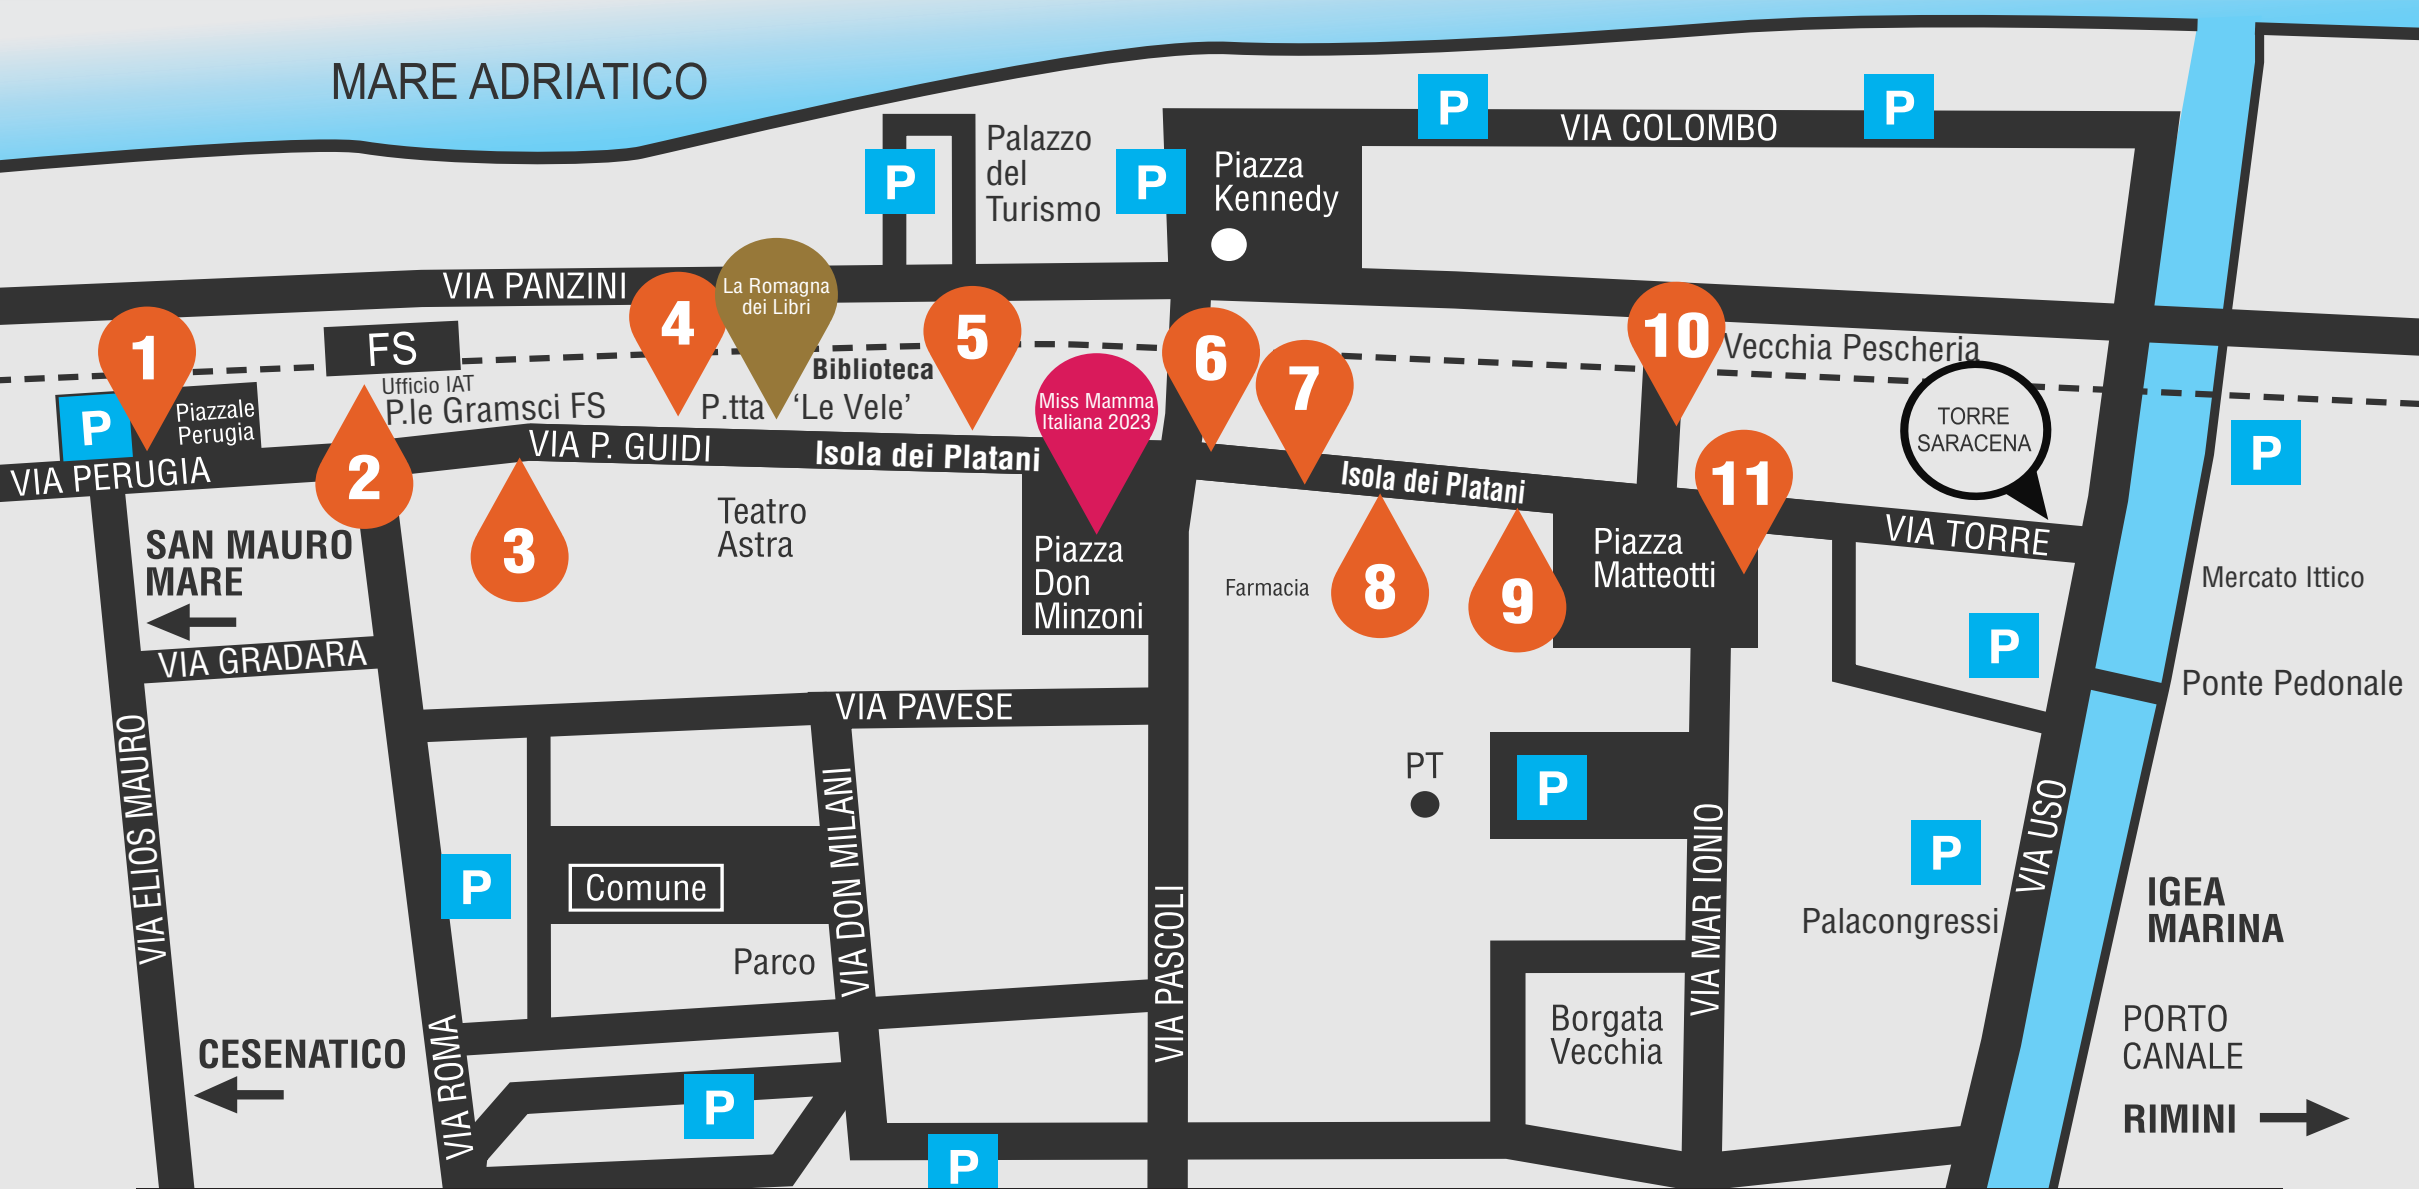 MARE ADRIATICO
P
P
VIA COLOMBO
Palazzo
del
Turismo
P
P
Piazza
Kennedy
VIA PANZINI
La Romagna
dei Libri
1
4
5
6
7
10
Vecchia Pescheria
FS
Ufficio IAT
P.le Gramsci FS
Biblioteca
P.tta
‘Le Vele’
Miss Mamma
Italiana 2023
TORRE
SARACENA
P
Piazzale
Perugia
VIA PERUGIA
2
VIA P. GUIDI
Isola dei Platani
Isola dei Platani
11
P
VIA TORRE
3
Teatro
Astra
Piazza
Don
Minzoni
Farmacia
8
9
Piazza
Matteotti
Mercato Ittico
SAN MAURO
MARE
VIA GRADARA
P
Ponte Pedonale
VIA PAVESE
VIA ELIOS MAURO
VIA DON MILANI
PT
P
VIA MAR IONIO
VIA USO
P
Palacongressi
P
Comune
Parco
VIA PASCOLI
IGEA
MARINA
CESENATICO
VIA ROMA
Borgata
Vecchia
PORTO
CANALE
RIMINI
P
P